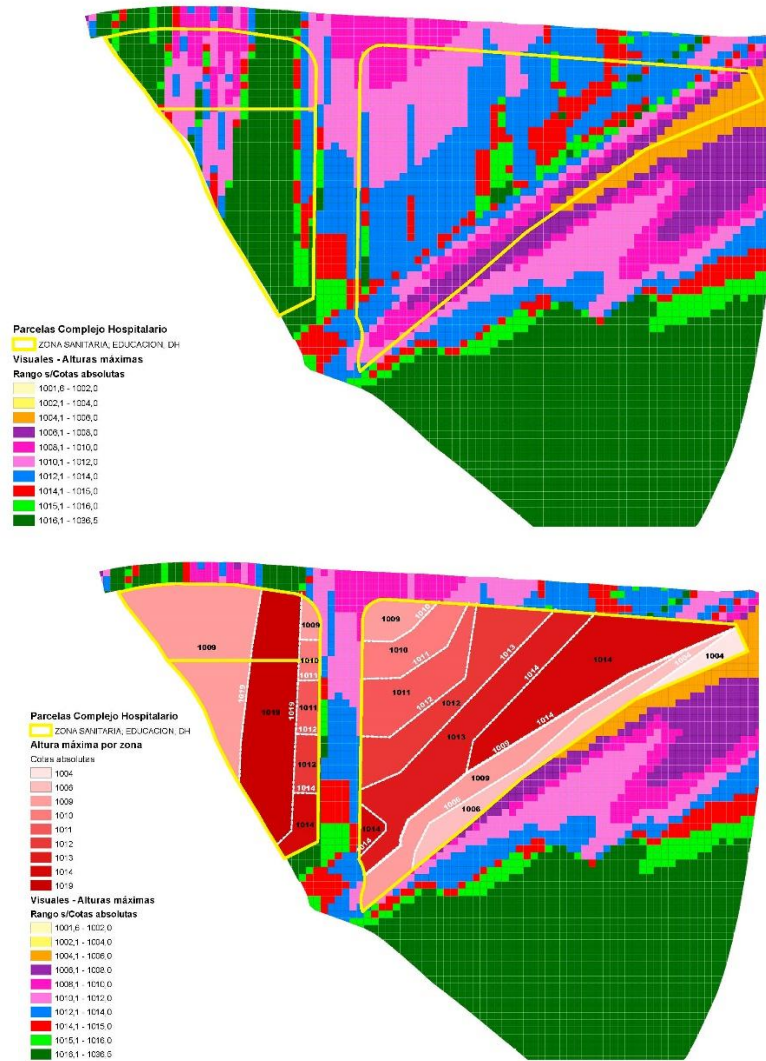 Parcelas Complejo Hospitalario
ZONA SANITARIA; EDUCACION; DH
Visuales - Alturas máximas
Rango s/Cotas absolutas
1001,6 - 1002,0
1002,1 - 1004,0
1004,1 - 1006,0
1006,1 - 1008,0
1008,1 - 1010,0
1010,1 - 1012,0
1012,1 - 1014,0
1014,1 - 1015,0
1015,1 - 1016,0
1016,1 - 1036,5
1009
1019
1019
1019
1009
1010
1011
1011
1012
1012
1014
1014
1009
1010
1010
1011
1011
1012
1012
1013
1013
1014
1014
1014
1009
1009
1006
1006
1004
1004
1014
1014
Parcelas Complejo Hospitalario
ZONA SANITARIA; EDUCACION; DH
Altura máxima por zona
Cotas absolutas
1004
1006
1009
1010
1011
1012
1013
1014
1019
Visuales - Alturas máximas
Rango s/Cotas absolutas
1001,6 - 1002,0
1002,1 - 1004,0
1004,1 - 1006,0
1006,1 - 1008,0
1008,1 - 1010,0
1010,1 - 1012,0
1012,1 - 1014,0
1014,1 - 1015,0
1015,1 - 1016,0
1016,1 - 1036,5